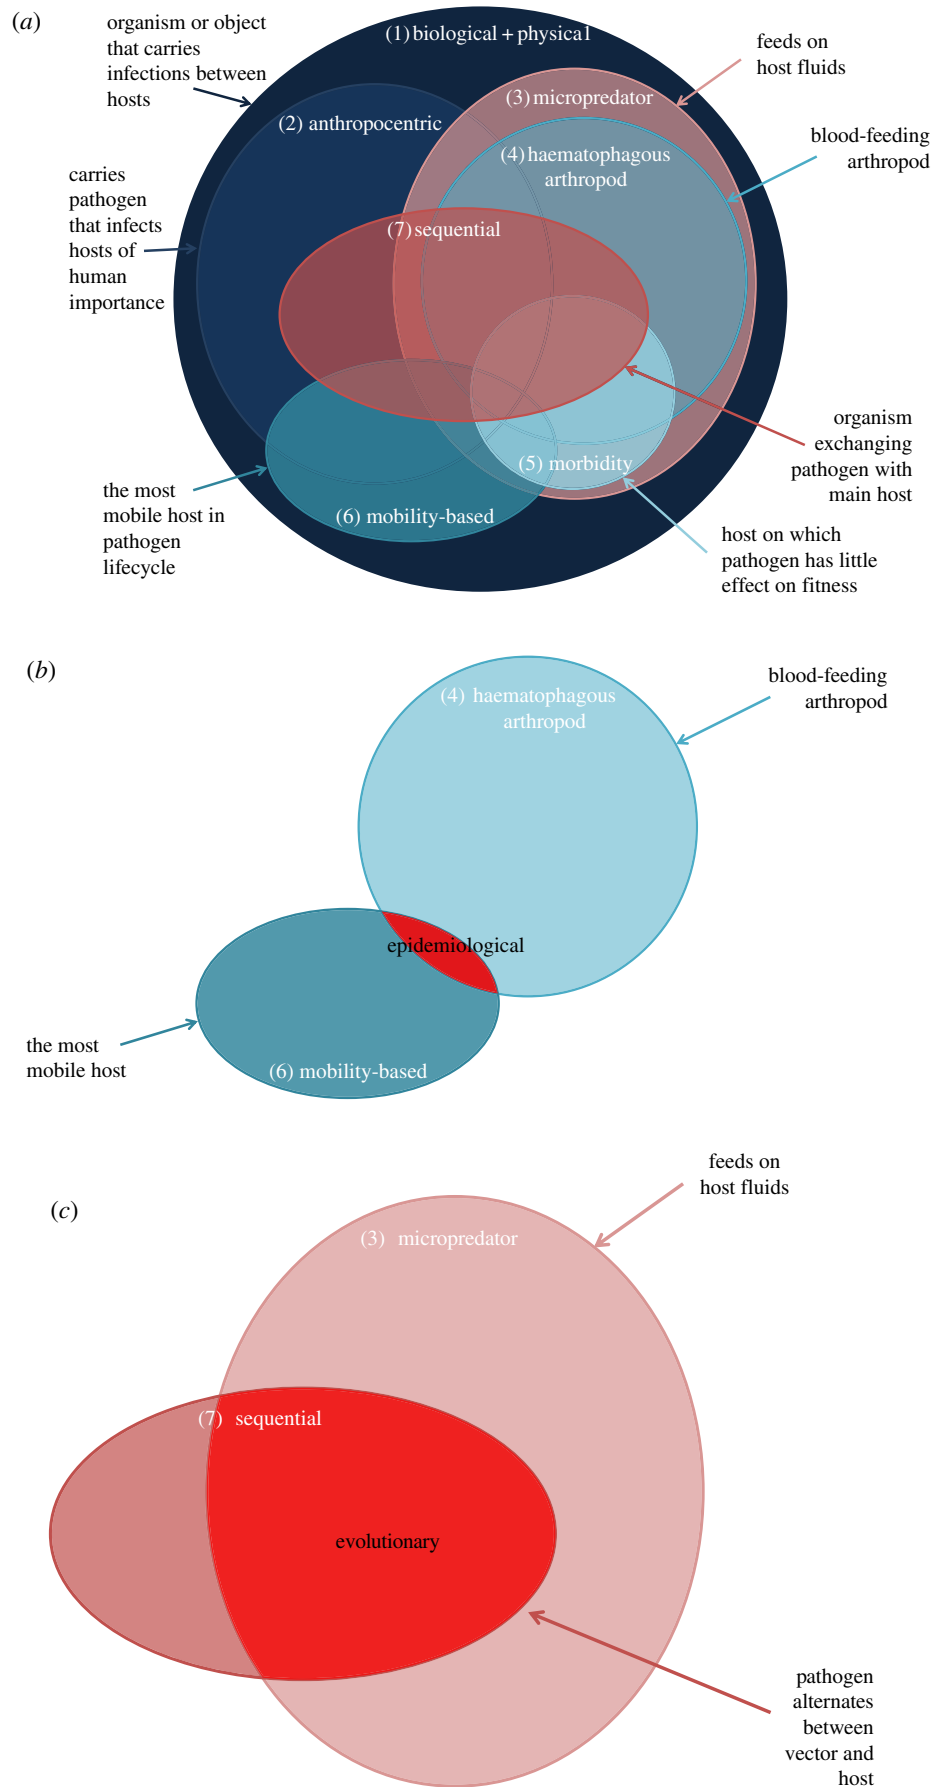 (a)
organism or object
that carries
infections between
hosts
(1) biological + physical
feeds on
host fluids
(2) anthropocentric
(3) micropredator
(4) haematophagous
arthropod
blood-feeding
arthropod
carries
pathogen
that infects
hosts of
human
importance
(7) sequential
organism
exchanging
pathogen with
main host
(5) morbidity
the most
mobile host in
pathogen
lifecycle
(6) mobility-based
host on which
pathogen has little
effect on fitness
(b)
(4) haematophagous
arthropod
blood-feeding
arthropod
epidemiological
the most
mobile host
(6) mobility-based
(c)
feeds on
host fluids
(3) micropredator
(7) sequential
evolutionary
pathogen
alternates
between
vector and
host